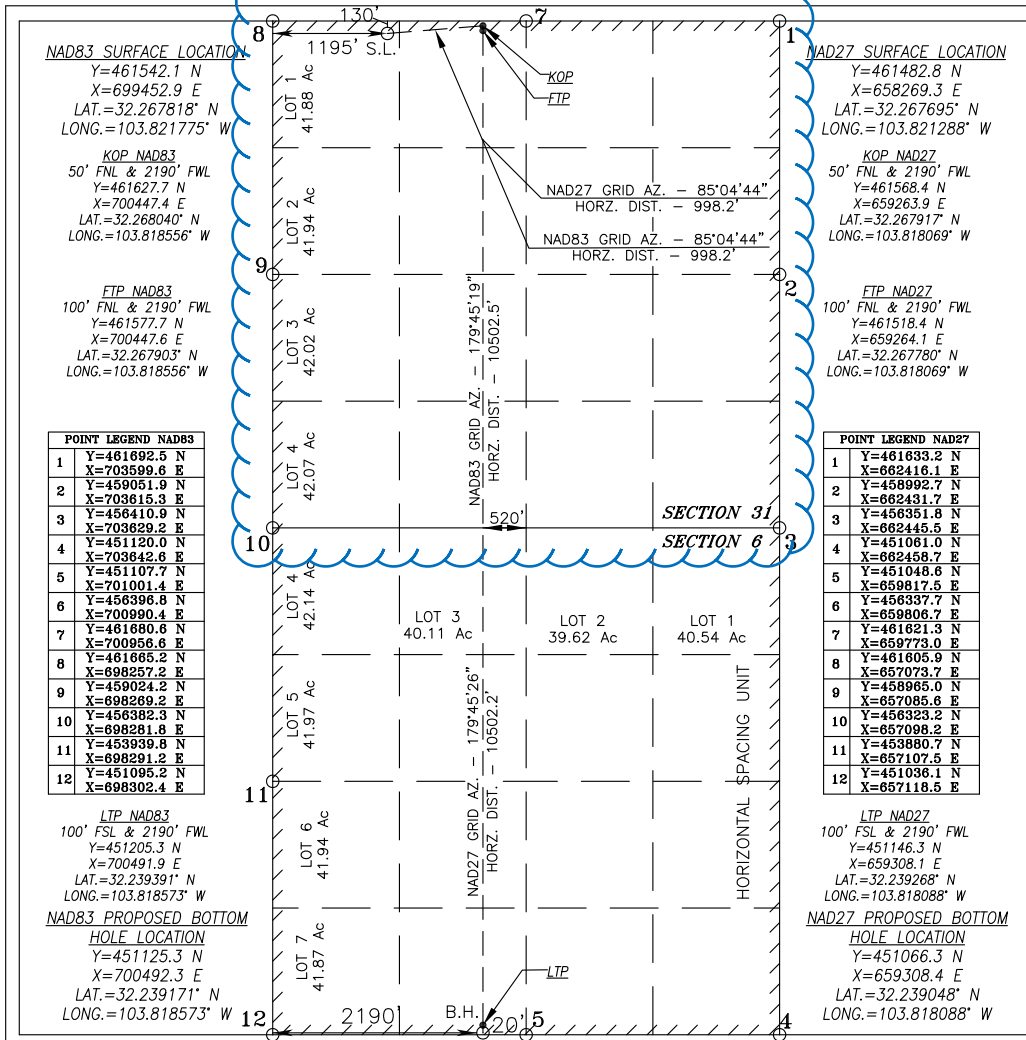 130'
8
7
1
1195' S.L.
NAD83 SURFACE LOCATION
Y=461542.1 N
X=699452.9 E
LAT.=32.267818° N
LONG.=103.821775° W
KOP NAD83
50' FNL & 2190' FWL
Y=461627.7 N
X=700447.4 E
LAT.=32.268040° N
LONG.=103.818556° W
FTP NAD83
100' FNL & 2190' FWL
Y=461577.7 N
X=700447.6 E
LAT.=32.267903° N
LONG.=103.818556° W
POINT LEGEND NAD83
1 Y=461692.5 N
X=703599.6 E
2 Y=459051.9 N
X=703615.3 E
3 Y=456410.9 N
X=703629.2 E
4 Y=451120.0 N
X=703642.6 E
5 Y=451107.7 N
X=701001.4 E
6 Y=456396.8 N
X=700990.4 E
7 Y=461680.6 N
X=700956.6 E
8 Y=461665.2 N
X=698257.2 E
9 Y=459024.2 N
X=698269.2 E
10 Y=456382.3 N
X=698281.8 E
11 Y=453939.8 N
X=698291.2 E
12 Y=451095.2 N
X=698302.4 E
LTP NAD83
100' FSL & 2190' FWL
Y=451205.3 N
X=700491.9 E
LAT.=32.239391° N
LONG.=103.818573° W
NAD83 PROPOSED BOTTOM
HOLE LOCATION
Y=451125.3 N
X=700492.3 E
LAT.=32.239171° N
LONG.=103.818573° W
KOP
FTP
LOT 1
41.88 Ac
LOT 2
41.94 Ac
NAD27 GRID AZ. - 85°04'44"
HORZ. DIST. - 998.2'
NAD83 GRID AZ. - 85°04'44"
HORZ. DIST. - 998.2'
9
2
LOT 3
42.02 Ac
NAD83 GRID AZ. - 179°45'19"
HORZ. DIST. - 10502.5'
LOT 4
42.07 Ac
520'
SECTION 31
10
SECTION 6
3
LOT 4
42.14 Ac
LOT 3
40.11 Ac
LOT 2
39.62 Ac
LOT 1
40.54 Ac
LOT 5
41.97 Ac
NAD27 GRID AZ. - 179°45'26"
HORZ. DIST. - 10502.2'
HORIZONTAL SPACING UNIT
11
LOT 6
41.94 Ac
LOT 7
41.87 Ac
LTP
2190'
B.H.
20'
12
5
4
NAD27 SURFACE LOCATION
Y=461482.8 N
X=658269.3 E
LAT.=32.267695° N
LONG.=103.821288° W
KOP NAD27
50' FNL & 2190' FWL
Y=461568.4 N
X=659263.9 E
LAT.=32.267917° N
LONG.=103.818069° W
FTP NAD27
100' FNL & 2190' FWL
Y=461518.4 N
X=659264.1 E
LAT.=32.267780° N
LONG.=103.818069° W
POINT LEGEND NAD27
1 Y=461633.2 N
X=662416.1 E
2 Y=458992.7 N
X=662431.7 E
3 Y=456351.8 N
X=662445.5 E
4 Y=451061.0 N
X=662458.7 E
5 Y=451048.6 N
X=659817.5 E
6 Y=456337.7 N
X=659806.7 E
7 Y=461621.3 N
X=659773.0 E
8 Y=461605.9 N
X=657073.7 E
9 Y=458965.0 N
X=657085.6 E
10 Y=456323.2 N
X=657098.2 E
11 Y=453880.7 N
X=657107.5 E
12 Y=451036.1 N
X=657118.5 E
LTP NAD27
100' FSL & 2190' FWL
Y=451146.3 N
X=659308.1 E
LAT.=32.239268° N
LONG.=103.818088° W
NAD27 PROPOSED BOTTOM
HOLE LOCATION
Y=451066.3 N
X=659308.4 E
LAT.=32.239048° N
LONG.=103.818088° W